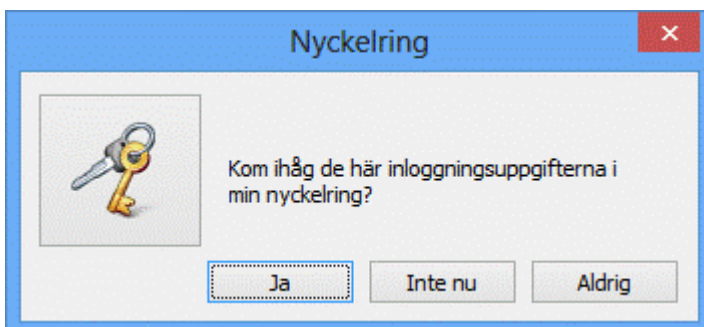 Nyckelring
Kom ihåg de här inloggningsuppgifterna i
min nyckelring?
Ja
Inte nu
Aldrig